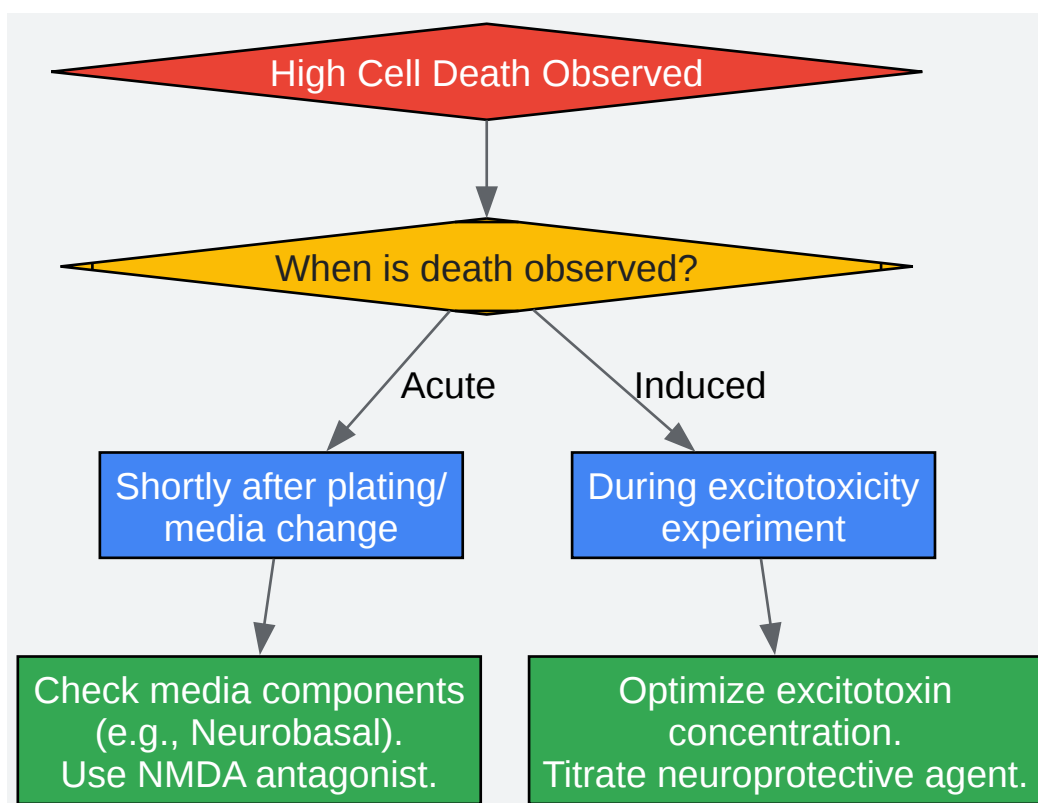 High Cell Death Observed
When is death observed?
Acute
Induced
Shortly after plating/
media change
During excitotoxicity
experiment
Check media components
(e.g., Neurobasal).
Use NMDA antagonist.
Optimize excitotoxin
concentration.
Titrate neuroprotective agent.